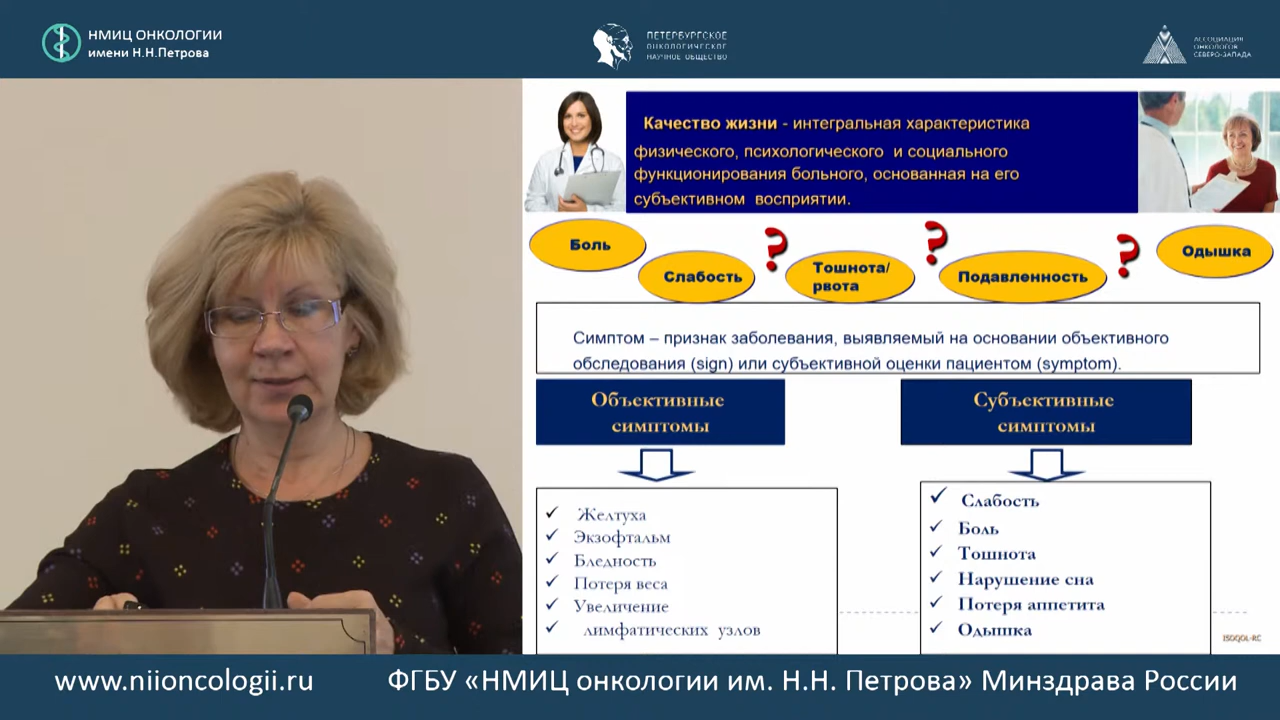 НМИЦ ОНКОЛОГИИ
имени Н.Н.Петрова
ПЕТЕРБУРГСКОЕ
ОНКОЛОГИЧЕСКОЕ
НАУЧНОЕ ОБЩЕСТВО
АССОЦИАЦИЯ
ОНКОЛОГОВ
СЕВЕРО-ЗАПАДА
Качество жизни - интегральная характеристика
физического, психологического и социального
функционирования больного, основанная на его
субъективном восприятии.
Боль
Слабость
?
Тошнота/
рвота
?
Подавленность
?
Одышка
Симптом – признак заболевания, выявляемый на основании объективного
обследования (sign) или субъективной оценки пациентом (symptom).
Объективные
симптомы
✓ Желтуха
✓ Экзофтальм
✓ Бледность
✓ Потеря веса
✓ Увеличение
✓ лимфатических узлов
Субъективные
симптомы
✓ Слабость
✓ Боль
✓ Тошнота
✓ Нарушение сна
✓ Потеря аппетита
✓ Одышка
ISOQOL-RC
www.niioncologii.ru
ФГБУ «НМИЦ онкологии им. Н.Н. Петрова» Минздрава России